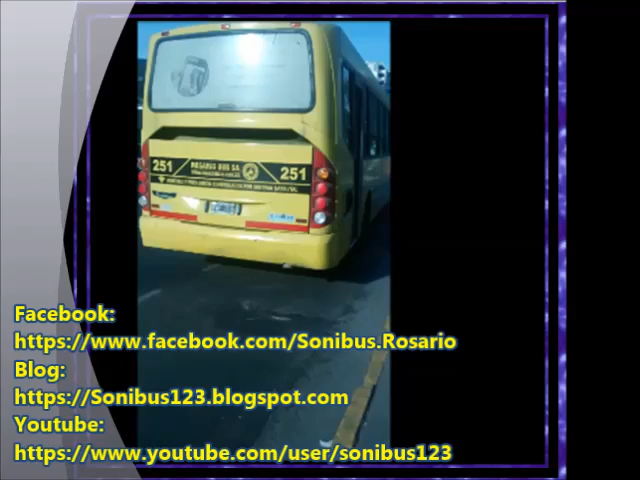 251
ROSARIO BUS S.A.
251
Facebook:
https://www.facebook.com/Sonibus.Rosario
Blog:
https://Sonibus123.blogspot.com
Youtube:
https://www.youtube.com/user/sonibus123